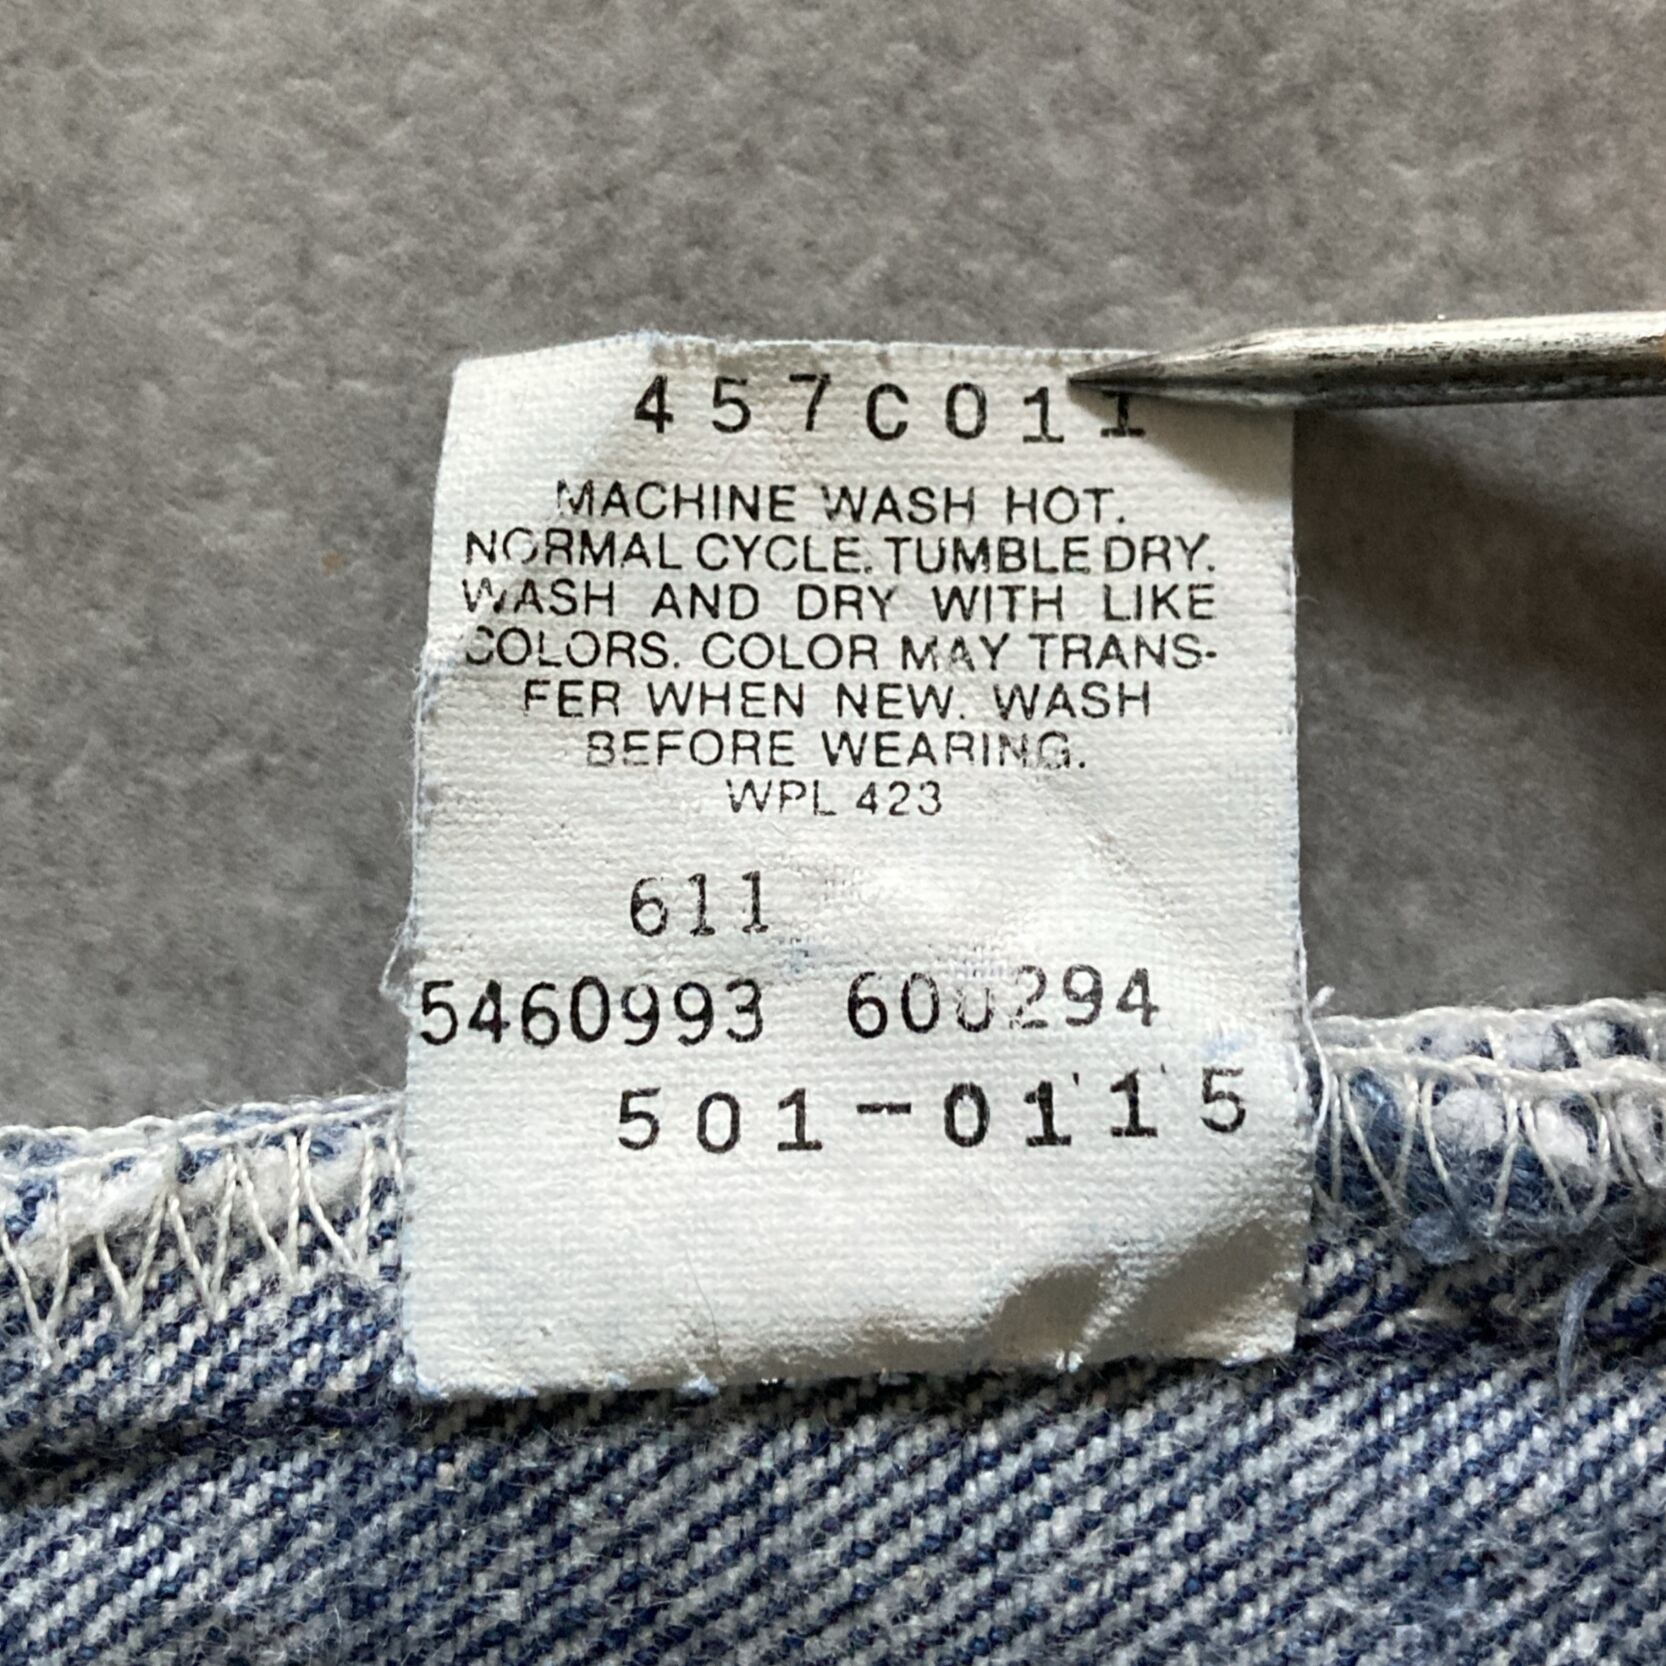 457C011
MACHINE WASH HOT.
NORMAL CYCLE. TUMBLE DRY.
WASH AND DRY WITH LIKE
COLORS. COLOR MAY TRANS-
FER WHEN NEW. WASH
BEFORE WEARING.
WPL 423
611
5460993 600294
501-0115